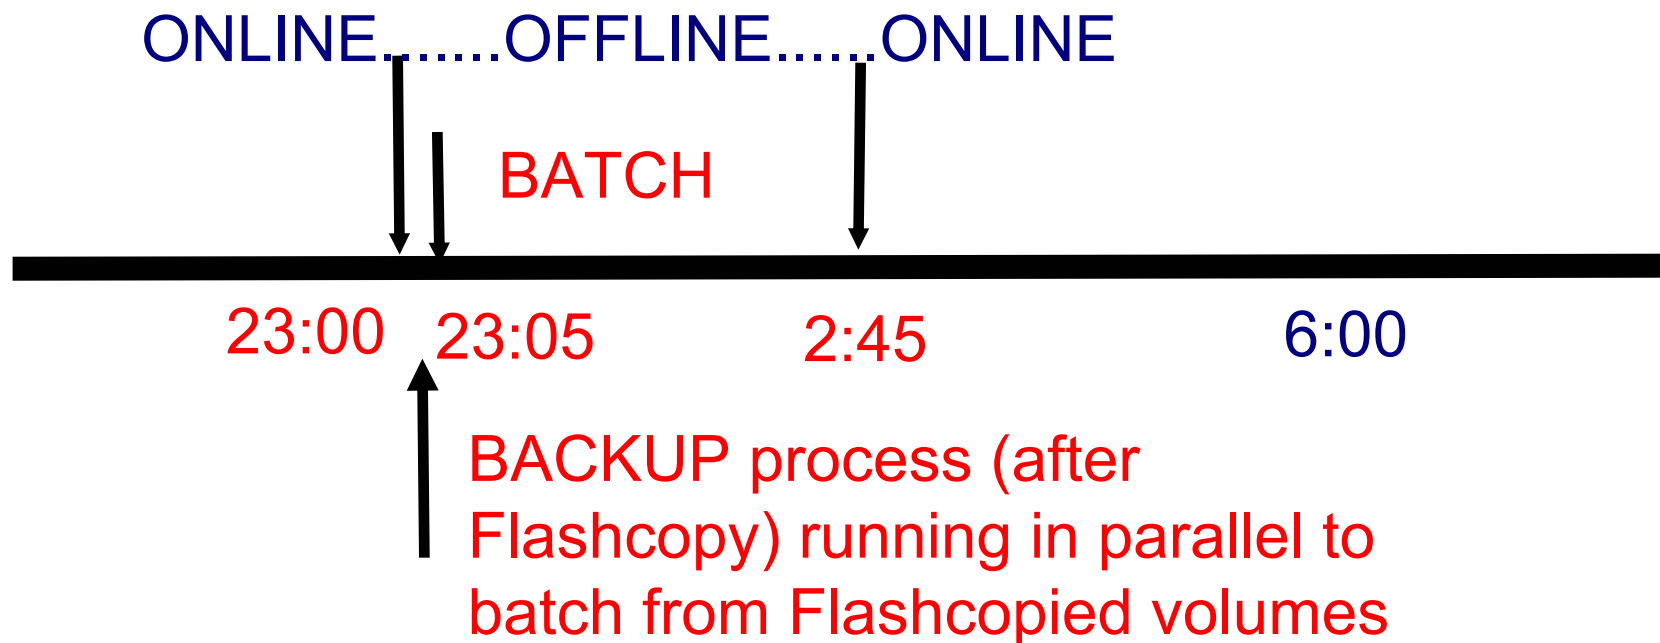 ONLINE.......OFFLINE......ONLINE
BATCH
23:00 23:05 2:45 6:00
BACKUP process (after
Flashcopy) running in parallel to
batch from Flashcopied volumes